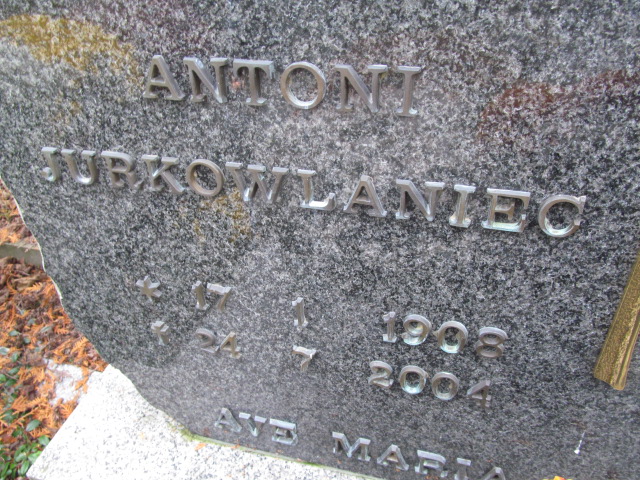 ANTONI
JURKOWLANIEC
* 17 1 1908
† 24 7 2004
AVE MARIA